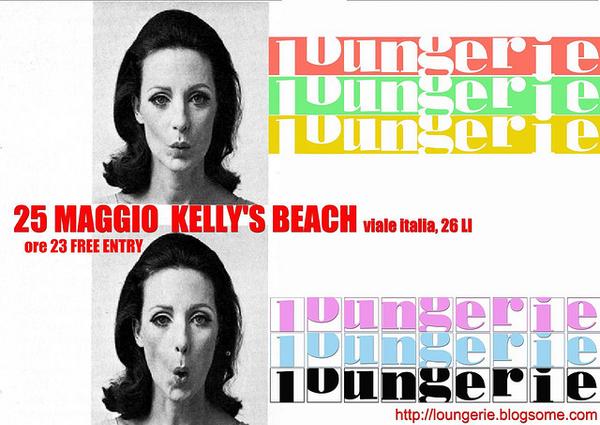 loungerie
loungerie
loungerie
25 MAGGIO KELLY'S BEACH viale italia, 26 LI
ore 23 FREE ENTRY
loungerie
loungerie
loungerie
http://loungerie.blogsome.com